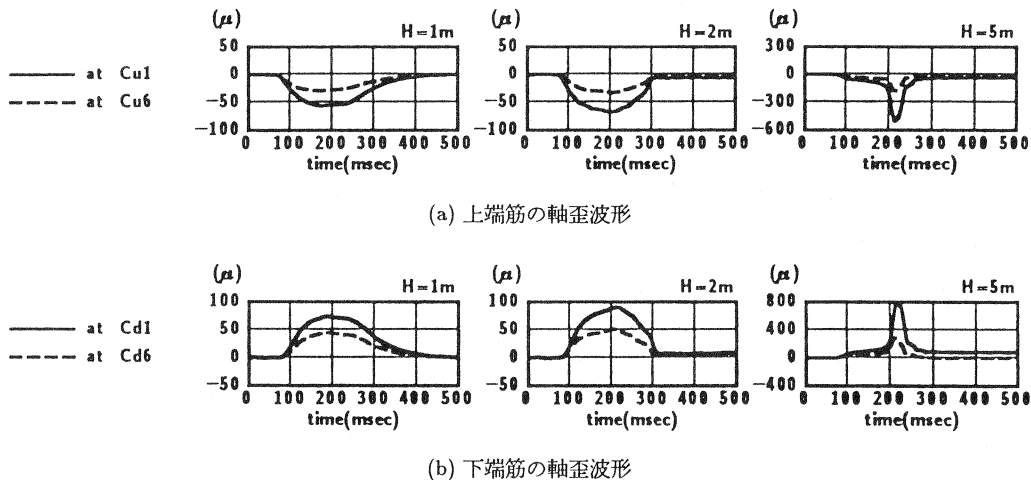 (μ) H=1m (μ) H=2m (μ) H=5m
50 50 300
at Cu1 0 0 0
at Cu6 −50 −50 −300
−100 −100 −600
0 100 200 300 400 500 0 100 200 300 400 500 0 100 200 300 400 500
time(msec) time(msec) time(msec)
(a) 上端筋の軸歪波形
(μ) H=1m (μ) H=2m (μ) H=5m
100 100 800
at Cd1 50 50 400
at Cd6 0 0 0
−50 −50 −400
0 100 200 300 400 500 0 100 200 300 400 500 0 100 200 300 400 500
time(msec) time(msec) time(msec)
(b) 下端筋の軸歪波形